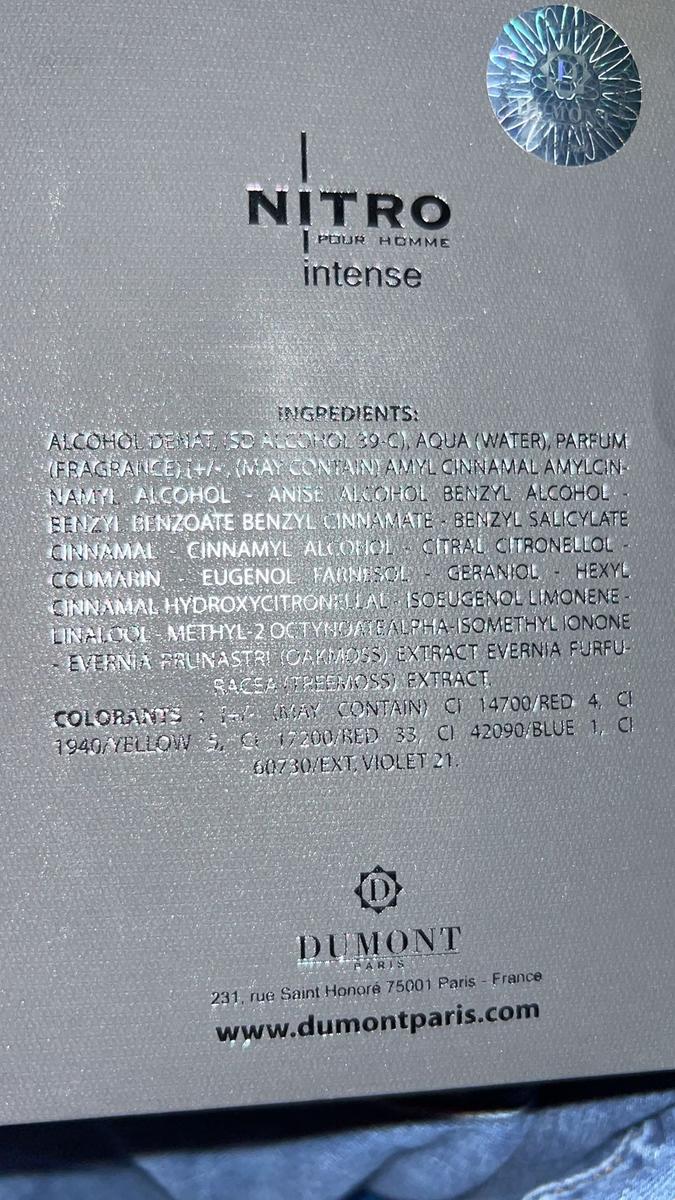 NITRO
POUR HOMME
intense
INGREDIENTS:
ALCOHOL DENAT, (SD ALCOHOL 39-C), AQUA (WATER), PARFUM
(FRAGRANCE) [+/-, (MAY CONTAIN) AMYL CINNAMAL AMYLCIN-
NAMYL ALCOHOL - ANISE ALCOHOL BENZYL ALCOHOL -
BENZYL BENZOATE BENZYL CINNAMATE - BENZYL SALICYLATE
CINNAMAL - CINNAMYL ALCOHOL - CITRAL CITRONELLOL -
COUMARIN - EUGENOL FARNESOL - GERANIOL - HEXYL
CINNAMAL HYDROXYCITRONELLAL - ISOEUGENOL LIMONENE -
LINALOOL - METHYL-2 OCTYNOATE ALPHA-ISOMETHYL IONONE
- EVERNIA PRUNASTRI (OAKMOSS) EXTRACT EVERNIA FURFU-
RACEA (TREEMOSS) EXTRACT.
COLORANTS : [+/- (MAY CONTAIN) CI 14700/RED 4, CI
1940/YELLOW 5, CI 17200/RED 33, CI 42090/BLUE 1, CI
60730/EXT, VIOLET 21.
D
DUMONT
PARIS
231, rue Saint Honoré 75001 Paris - France
www.dumontparis.com